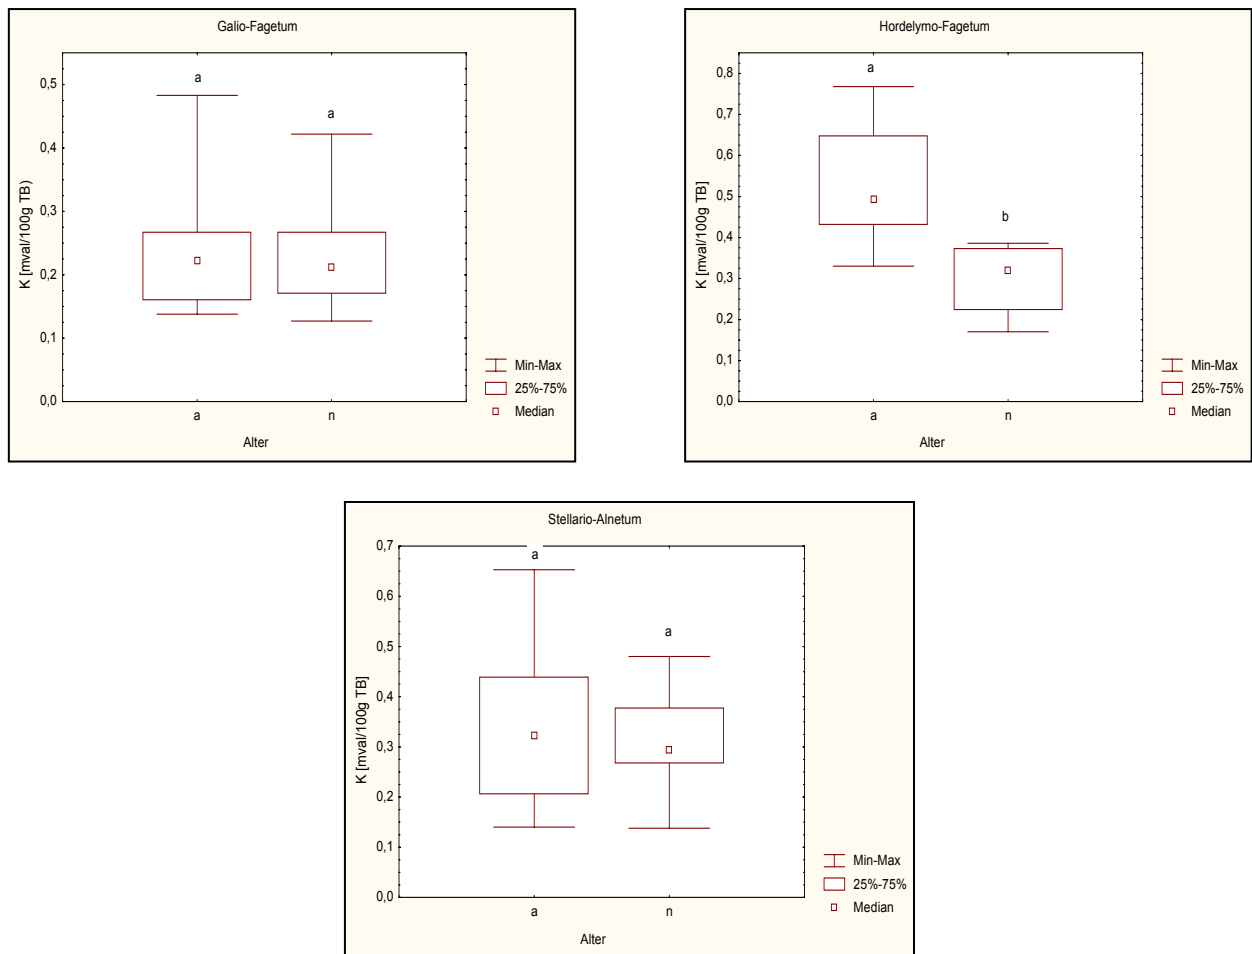 Galio-Fagetum
K [mval/100g TB)
0,5
0,4
0,3
0,2
0,1
0,0
a
a
a
n
Alter
Min-Max
25%-75%
Median
Hordelymo-Fagetum
K [mval/100g TB]
0,8
0,7
0,6
0,5
0,4
0,3
0,2
0,1
0,0
a
b
a
n
Alter
Min-Max
25%-75%
Median
Stellario-Alnetum
K [mval/100g TB]
0,7
0,6
0,5
0,4
0,3
0,2
0,1
0,0
a
a
a
n
Alter
Min-Max
25%-75%
Median